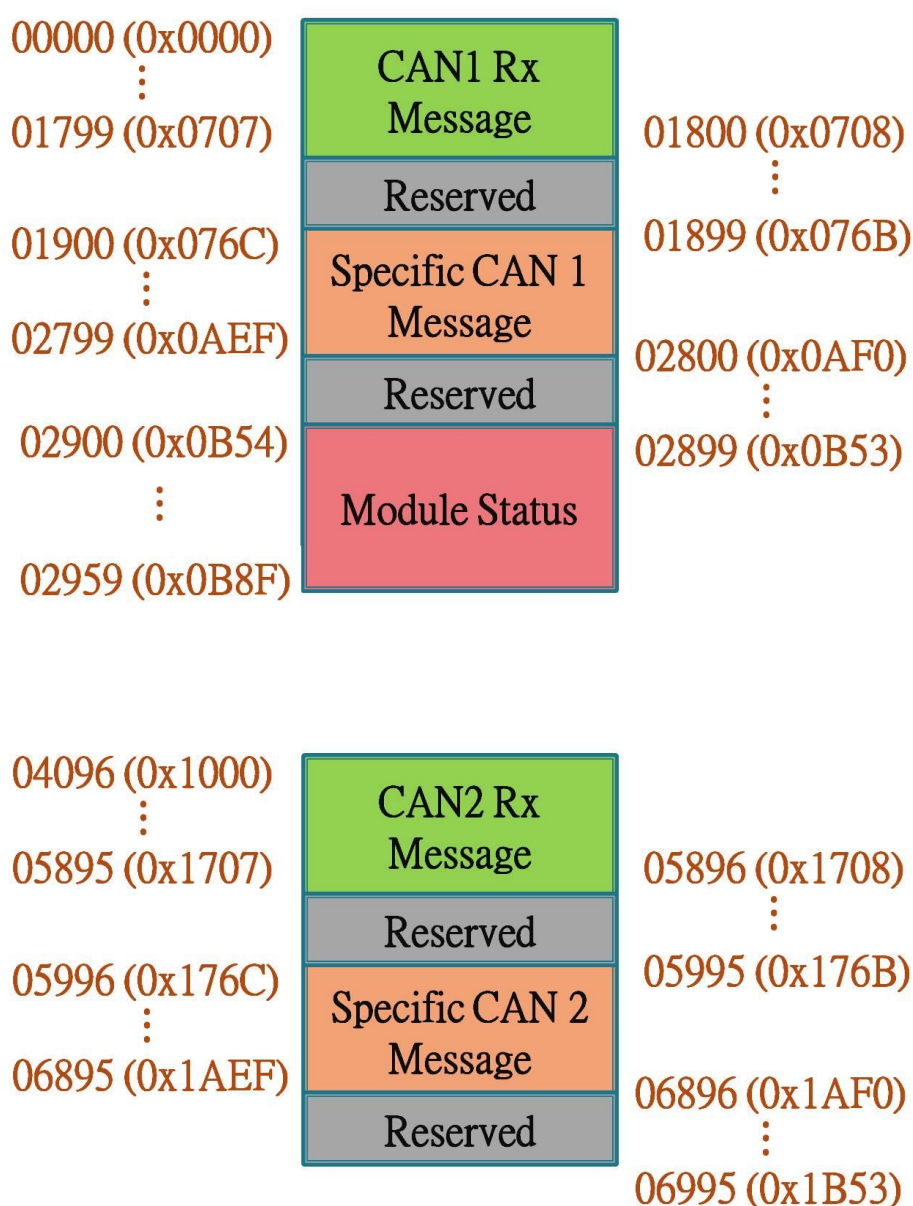 00000 (0x0000)
⋮
01799 (0x0707)
CAN1 Rx
Message
01800 (0x0708)
⋮
01899 (0x076B)
Reserved
01900 (0x076C)
⋮
02799 (0x0AEF)
Specific CAN 1
Message
02800 (0x0AF0)
⋮
02899 (0x0B53)
Reserved
02900 (0x0B54)
⋮
02959 (0x0B8F)
Module Status
04096 (0x1000)
⋮
05895 (0x1707)
CAN2 Rx
Message
05896 (0x1708)
⋮
05995 (0x176B)
Reserved
05996 (0x176C)
⋮
06895 (0x1AEF)
Specific CAN 2
Message
06896 (0x1AF0)
⋮
06995 (0x1B53)
Reserved